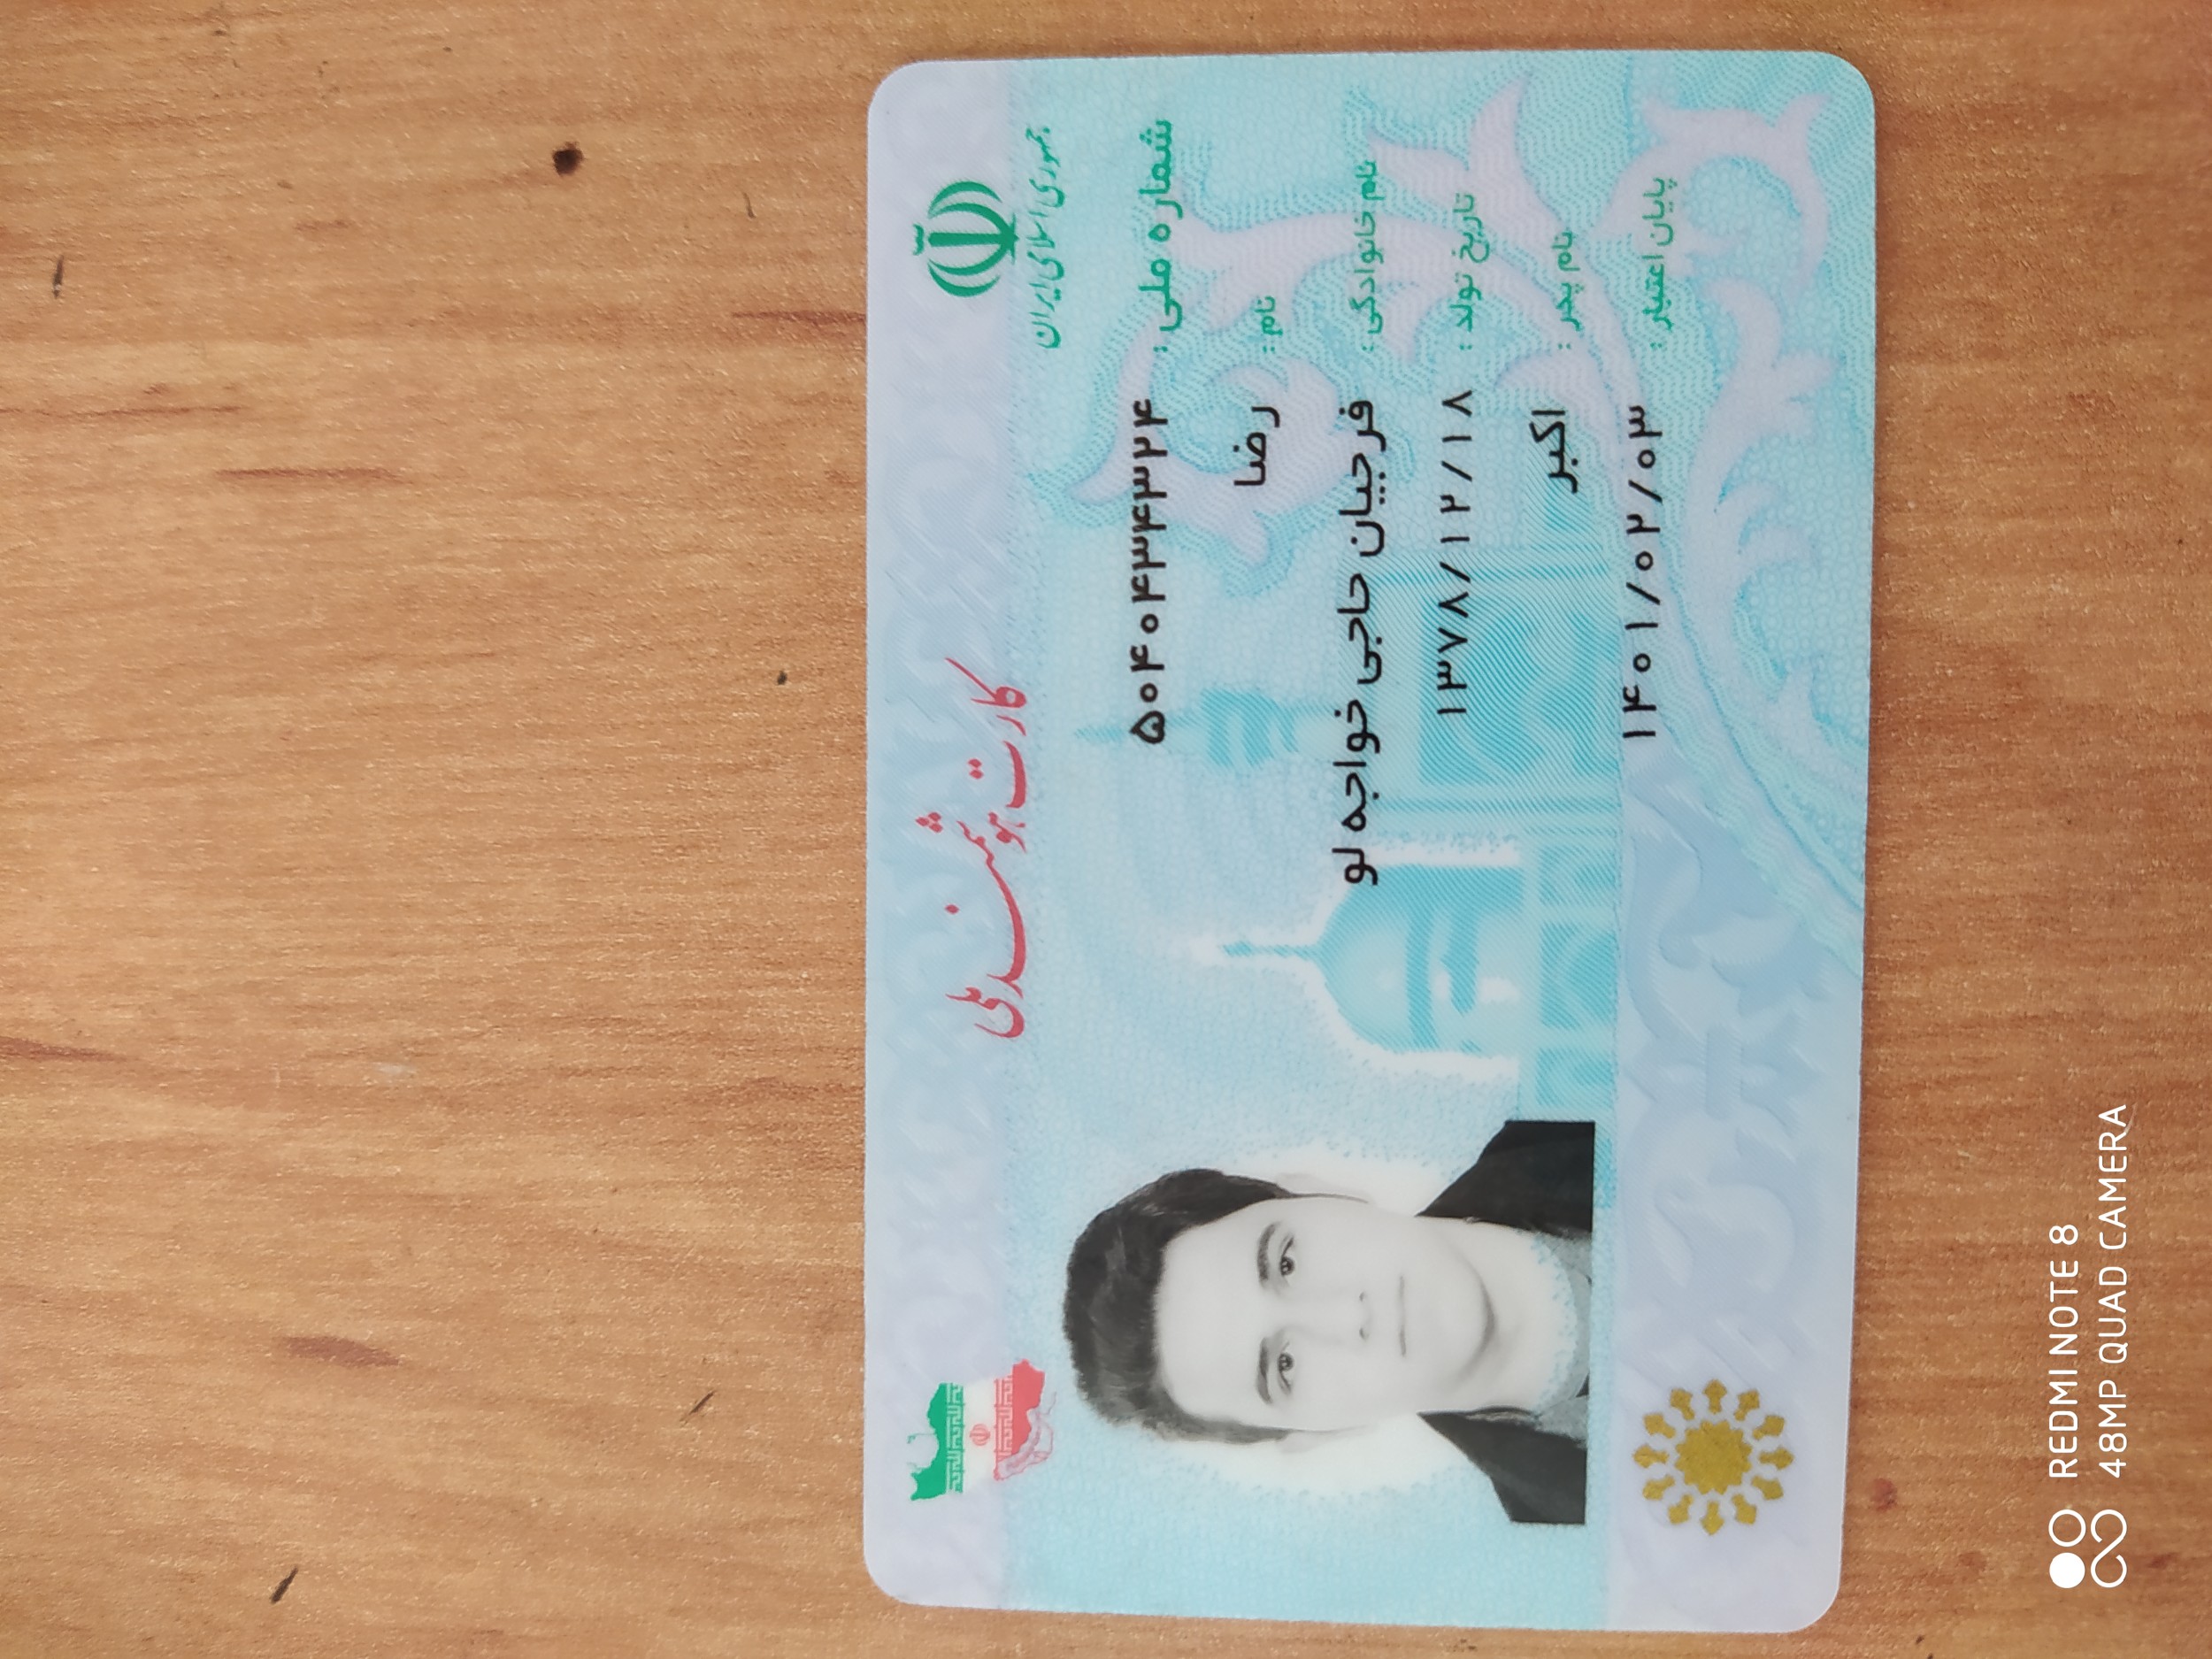 جمهوری اسلامی ایران
کارت هوشمند ملی
شماره ملی : ۵۰۴۰۴۳۴۳۲۴
نام : رضا
نام خانوادگی : فرجیان حاجی خواجه لو
تاریخ تولد : ۱۳۷۸/۱۲/۱۸
نام پدر : اکبر
پایان اعتبار : ۱۴۰۱/۰۲/۰۳
REDMI NOTE 8
48MP QUAD CAMERA